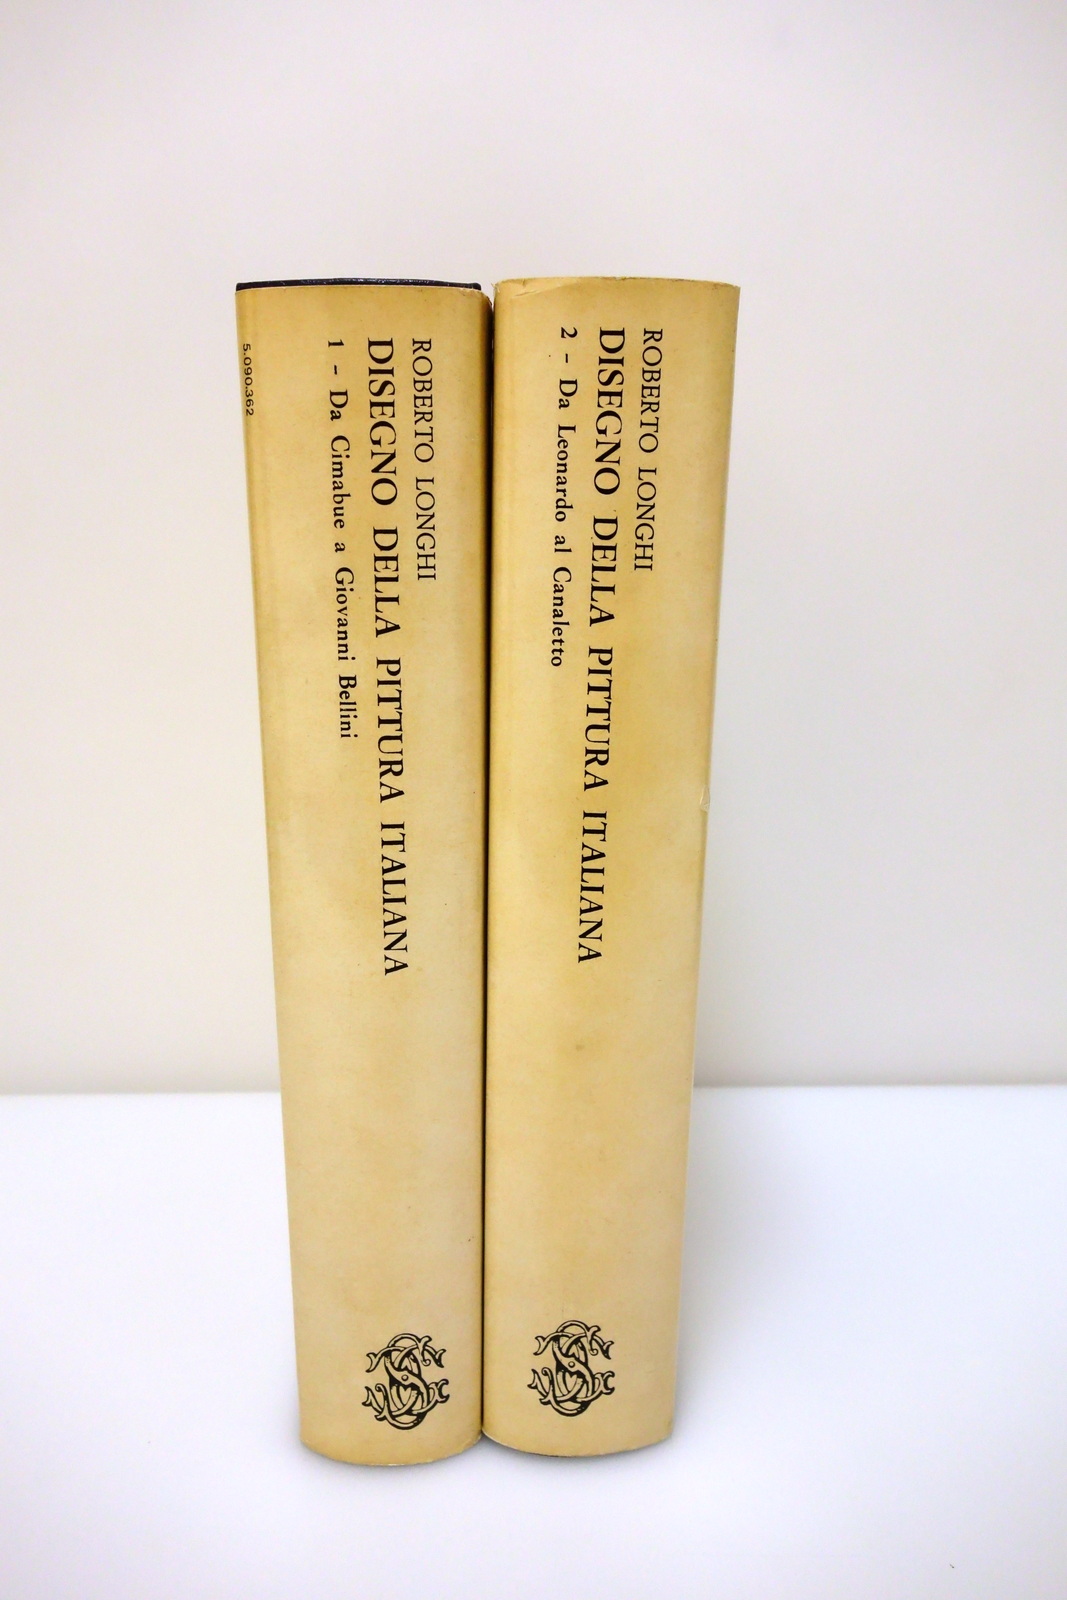 ROBERTO LONGHI
DISEGNO DELLA PITTURA ITALIANA
1 - Da Cimabue a Giovanni Bellini
5.090.362
ROBERTO LONGHI
DISEGNO DELLA PITTURA ITALIANA
2 - Da Leonardo al Canaletto